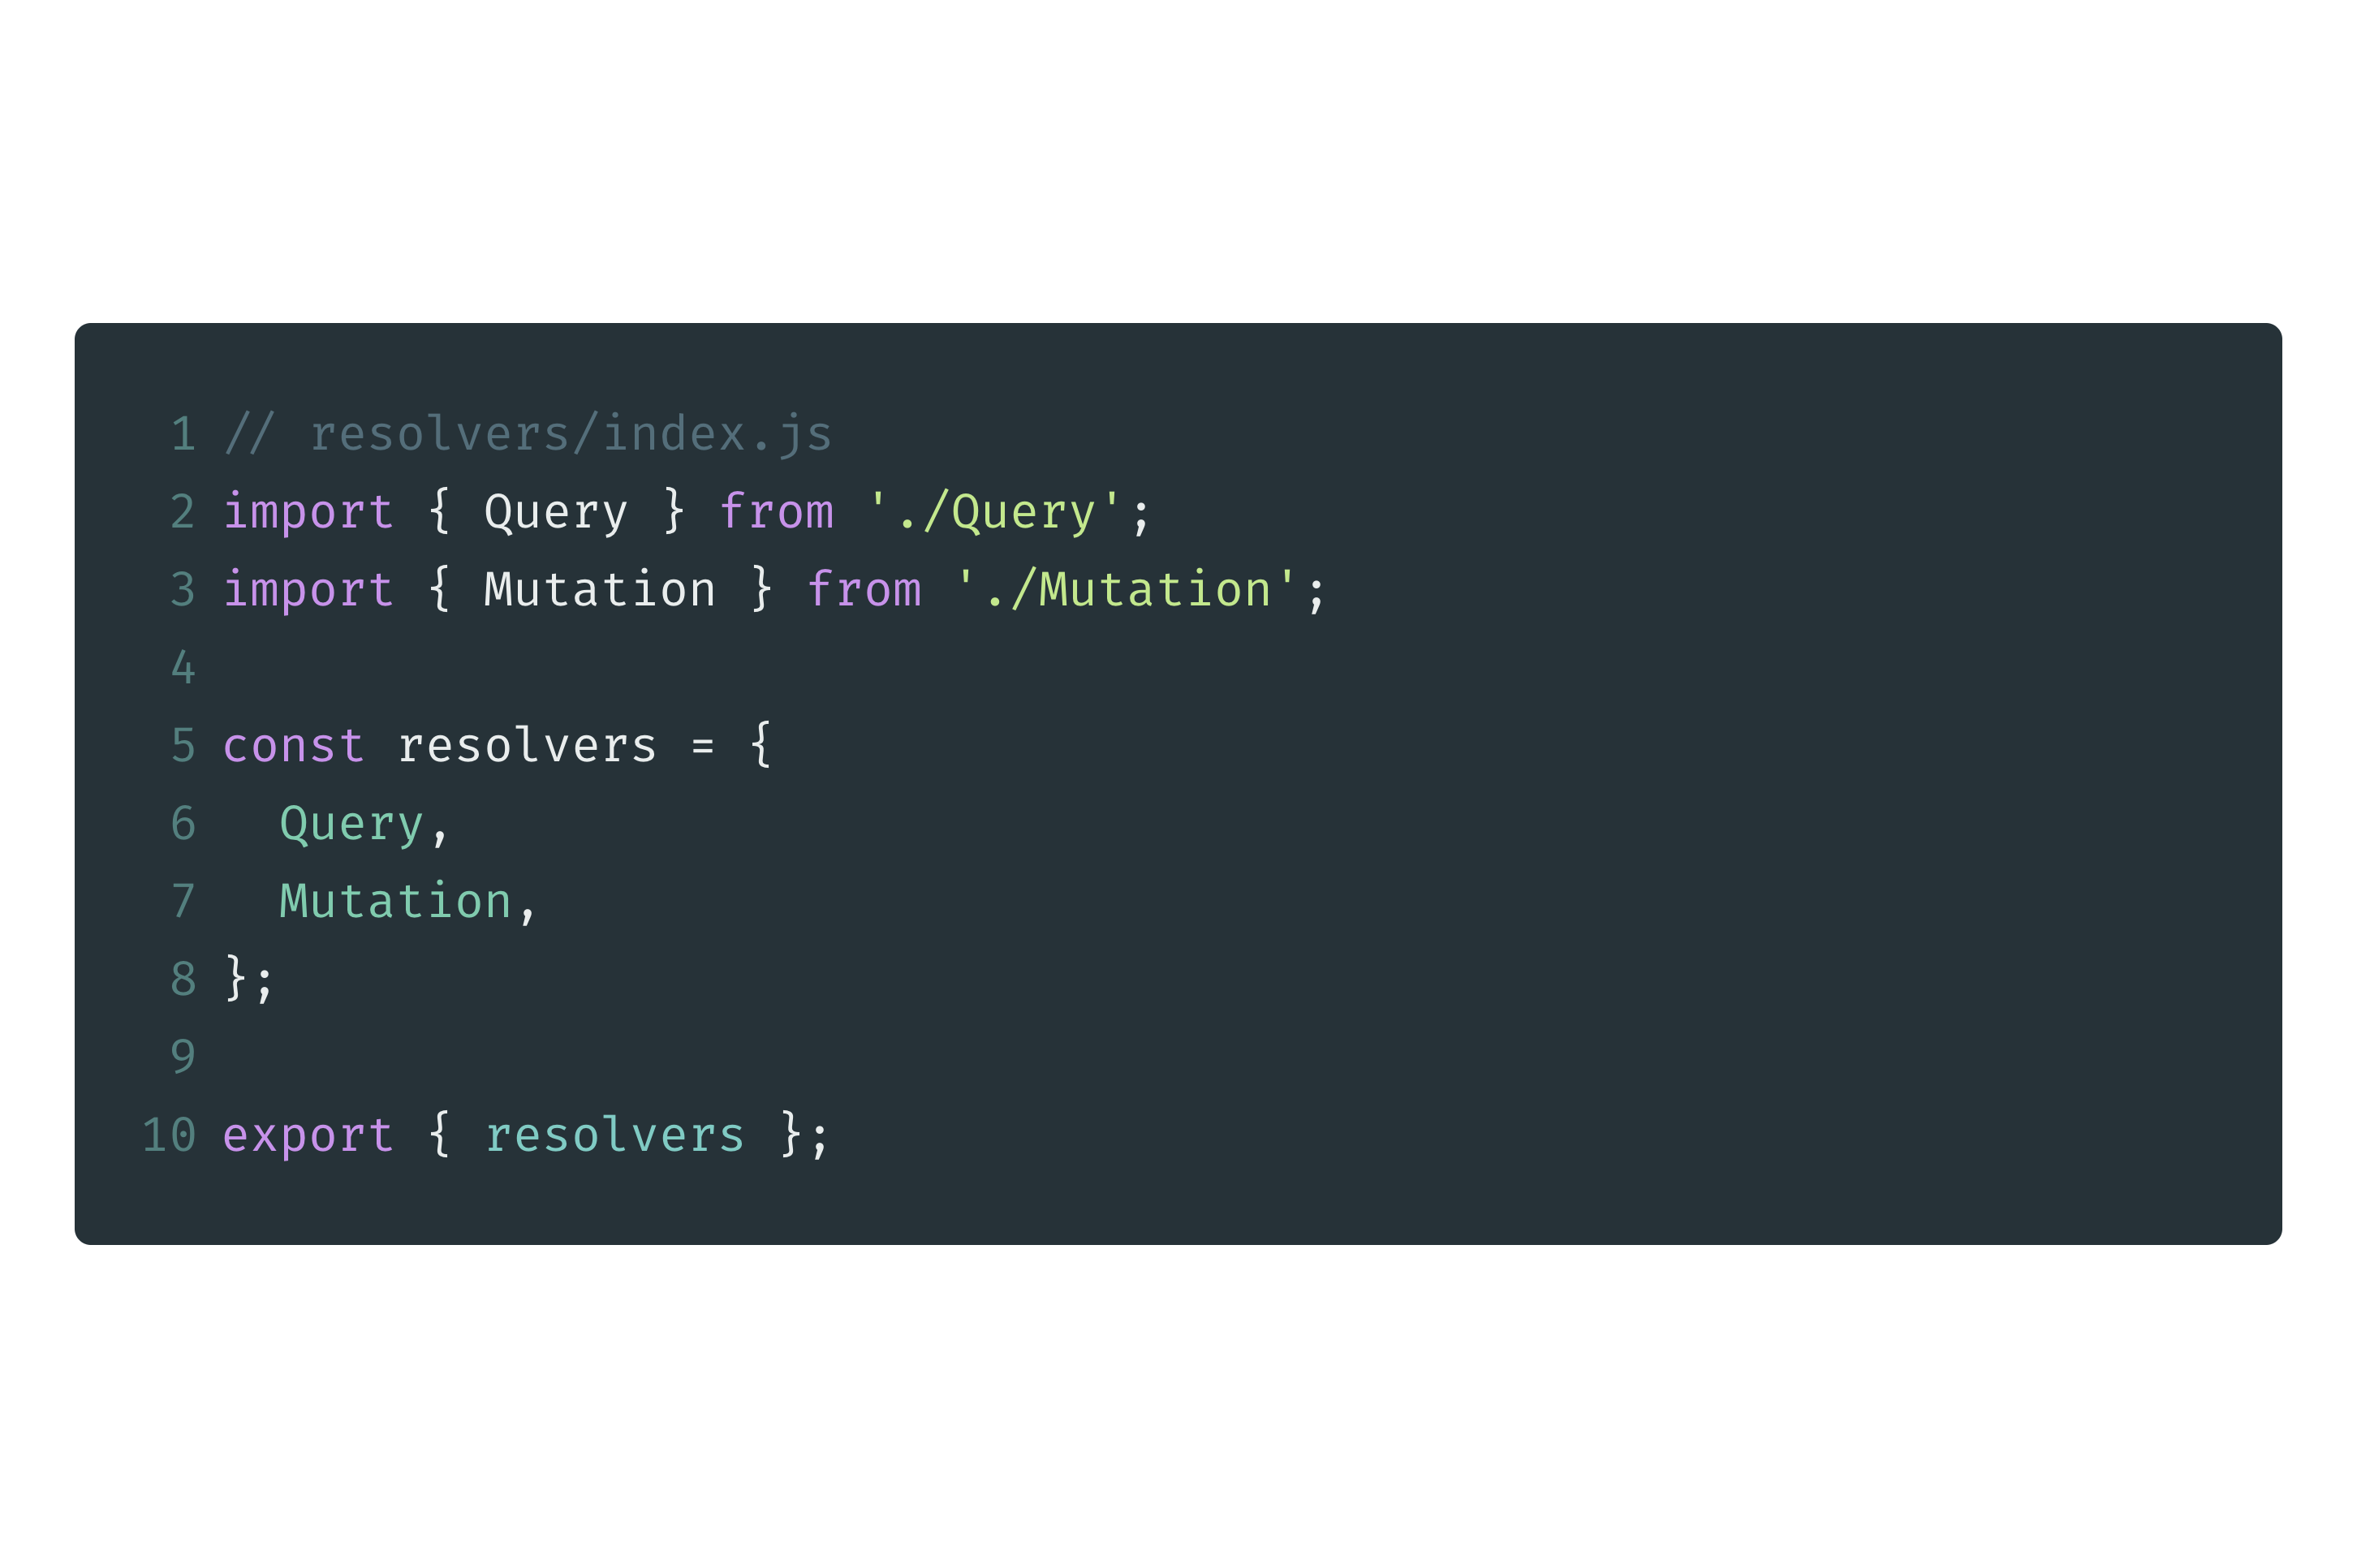 1 // resolvers/index.js
2 import { Query } from './Query';
3 import { Mutation } from './Mutation';
4
5 const resolvers = {
6   Query,
7   Mutation,
8 };
9
10 export { resolvers };